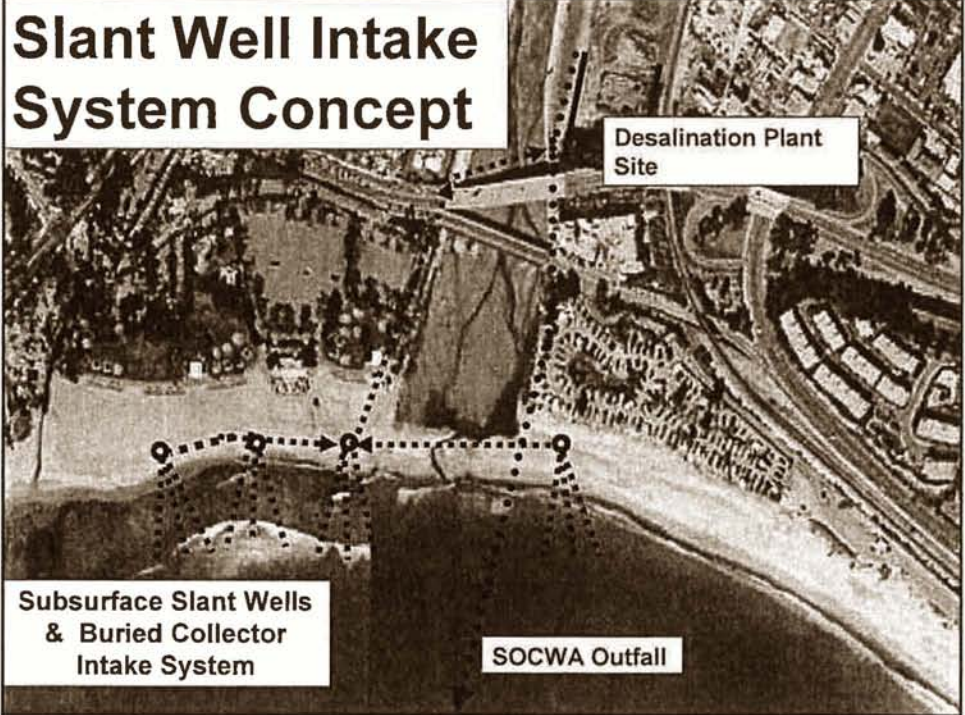 Slant Well Intake
System Concept
Desalination Plant
Site
Subsurface Slant Wells
& Buried Collector
Intake System
SOCWA Outfall